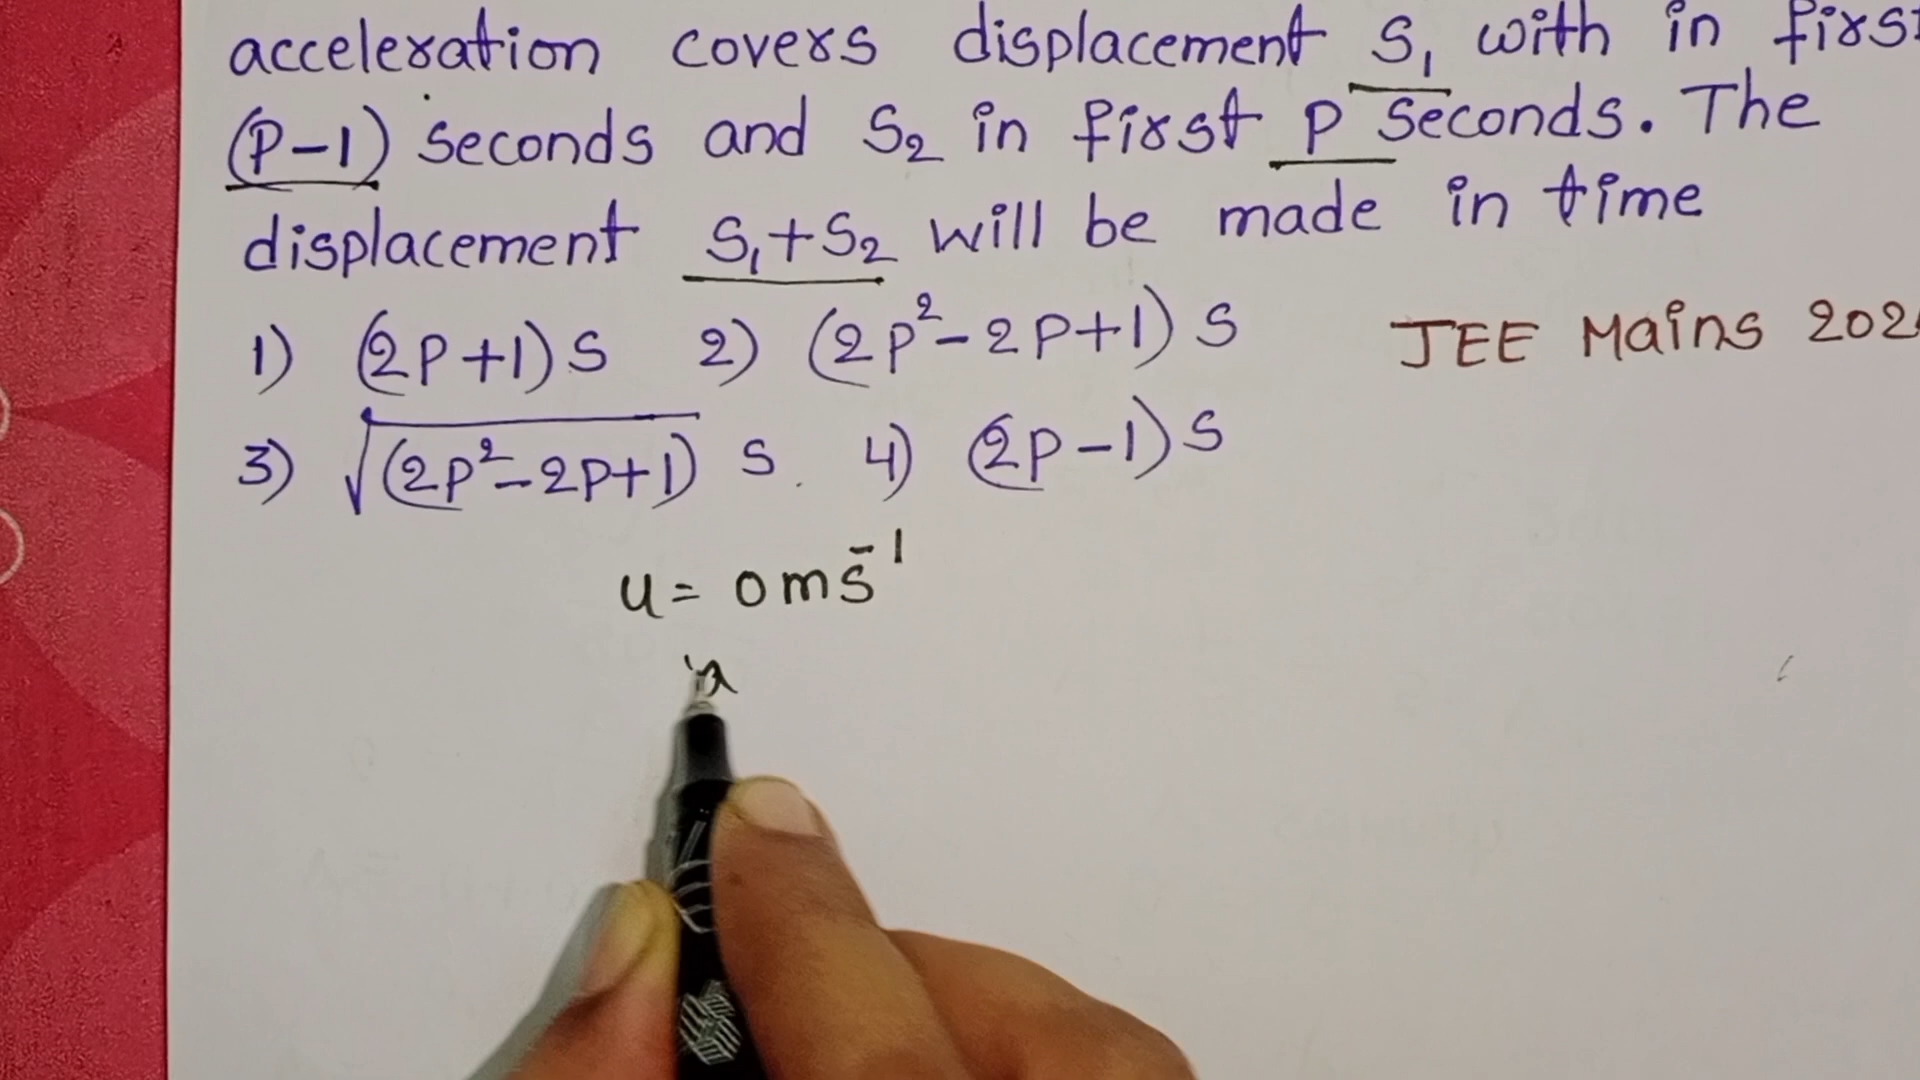 acceleration covers displacement S₁ with in first
(P-1) seconds and S₂ in first P seconds. The
displacement S₁+S₂ will be made in time
1) (2P+1)S 2) (2P²-2P+1)S JEE Mains 202
3) √(2P²-2P+1) S. 4) (2P-1)S
u = 0 ms⁻¹